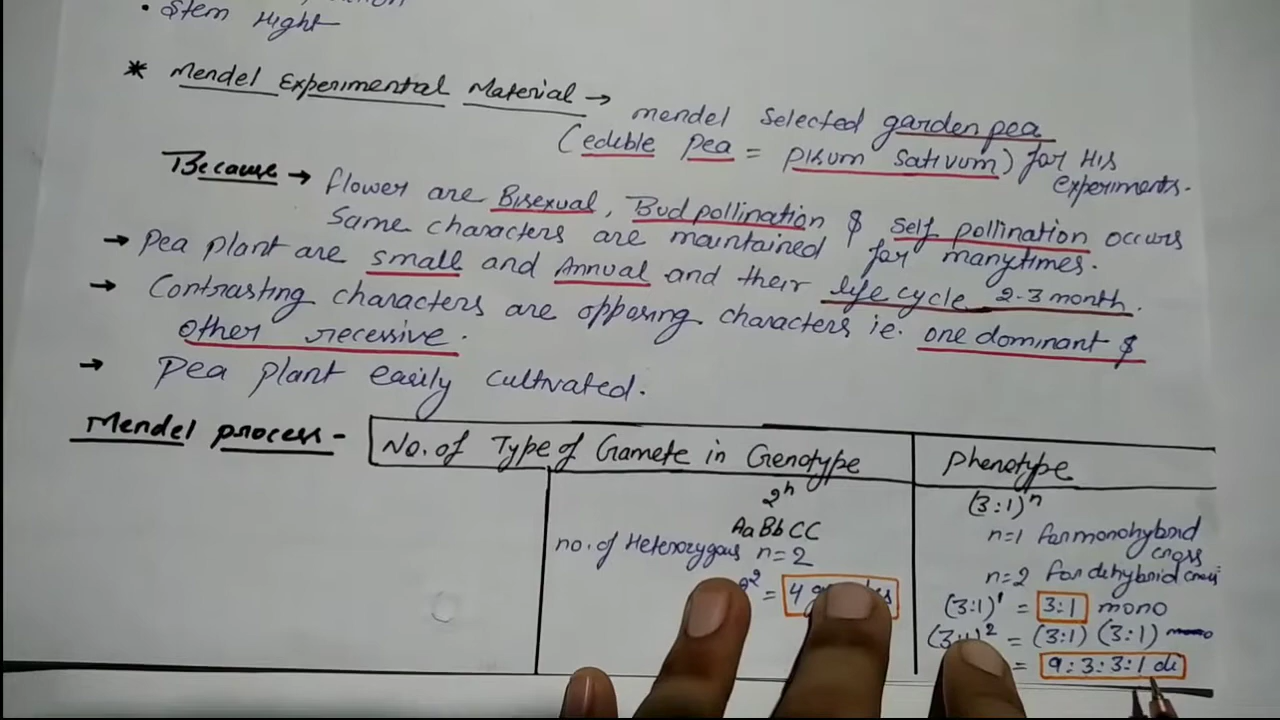 • Stem Hight
* Mendel Experimental Material → mendel selected garden pea
(edible pea = pisum sativum) for His
experiments.
Because → flower are Bisexual, Bud pollination $ Self pollination occurs
Same characters are maintained for manytimes.
→ pea plant are small and Annual and their life cycle 2-3 month.
→ Contrasting characters are opposing characters ie. one dominant $
other recessive.
→ pea plant easily cultivated.
Mendel process-
No. of Type of Gamete in Genotype
2ⁿ
AaBbCC
no. of Heterozygous n=2
2² = 4
Phenotype
(3:1)ⁿ
n=1 for monohybrid
cross
n=2 for dehybrid cross
(3:1)¹ = 3:1 mono
(3:1)² = (3:1) (3:1)
= 9:3:3:1 di